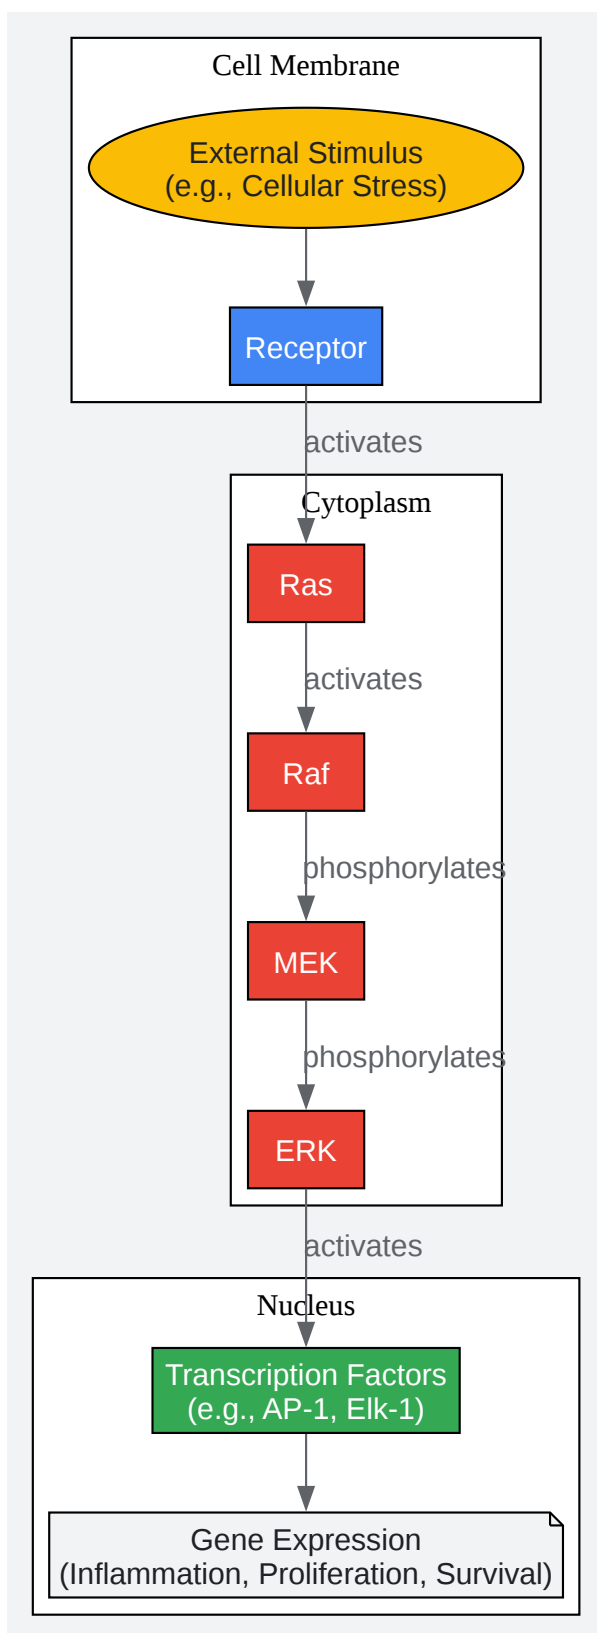 Cell Membrane
External Stimulus
(e.g., Cellular Stress)
Receptor
activates
Cytoplasm
Ras
activates
Raf
phosphorylates
MEK
phosphorylates
ERK
activates
Nucleus
Transcription Factors
(e.g., AP-1, Elk-1)
Gene Expression
(Inflammation, Proliferation, Survival)